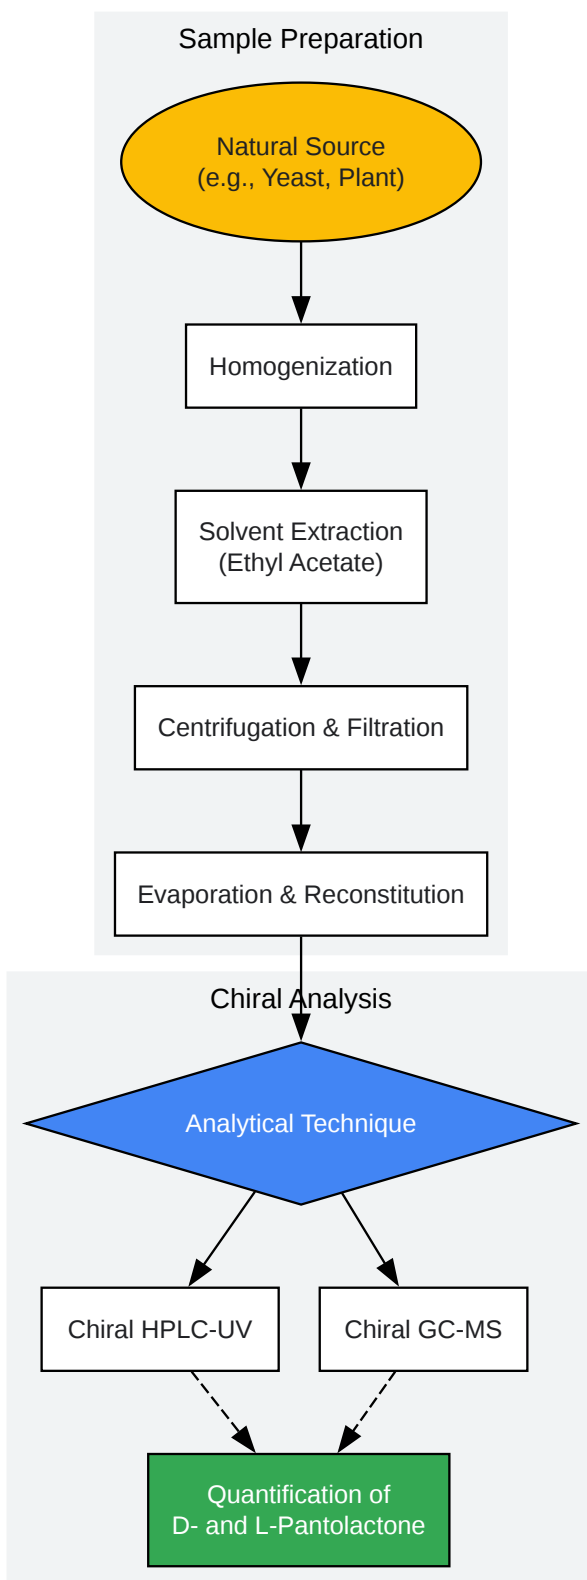 Sample Preparation
Natural Source
(e.g., Yeast, Plant)
Homogenization
Solvent Extraction
(Ethyl Acetate)
Centrifugation & Filtration
Evaporation & Reconstitution
Chiral Analysis
Analytical Technique
Chiral HPLC-UV
Chiral GC-MS
Quantification of
D- and L-Pantolactone